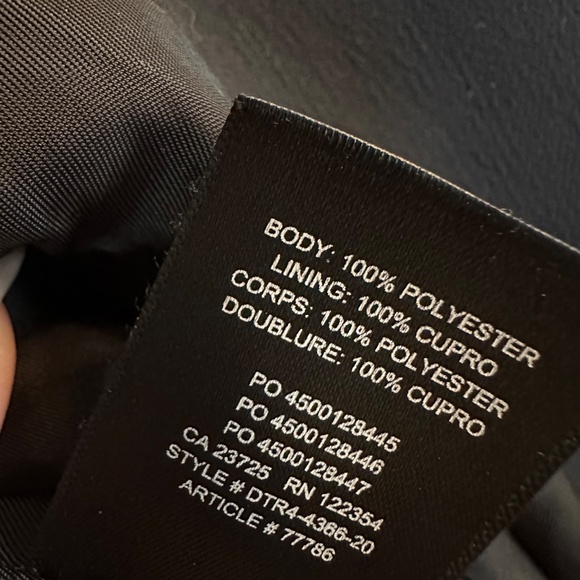 BODY: 100% POLYESTER
LINING: 100% CUPRO
CORPS: 100% POLYESTER
DOUBLURE: 100% CUPRO
PO 4500128445
PO 4500128446
PO 4500128447
CA 23725 RN 122354
STYLE # DTR4-4366-20
ARTICLE # 77786